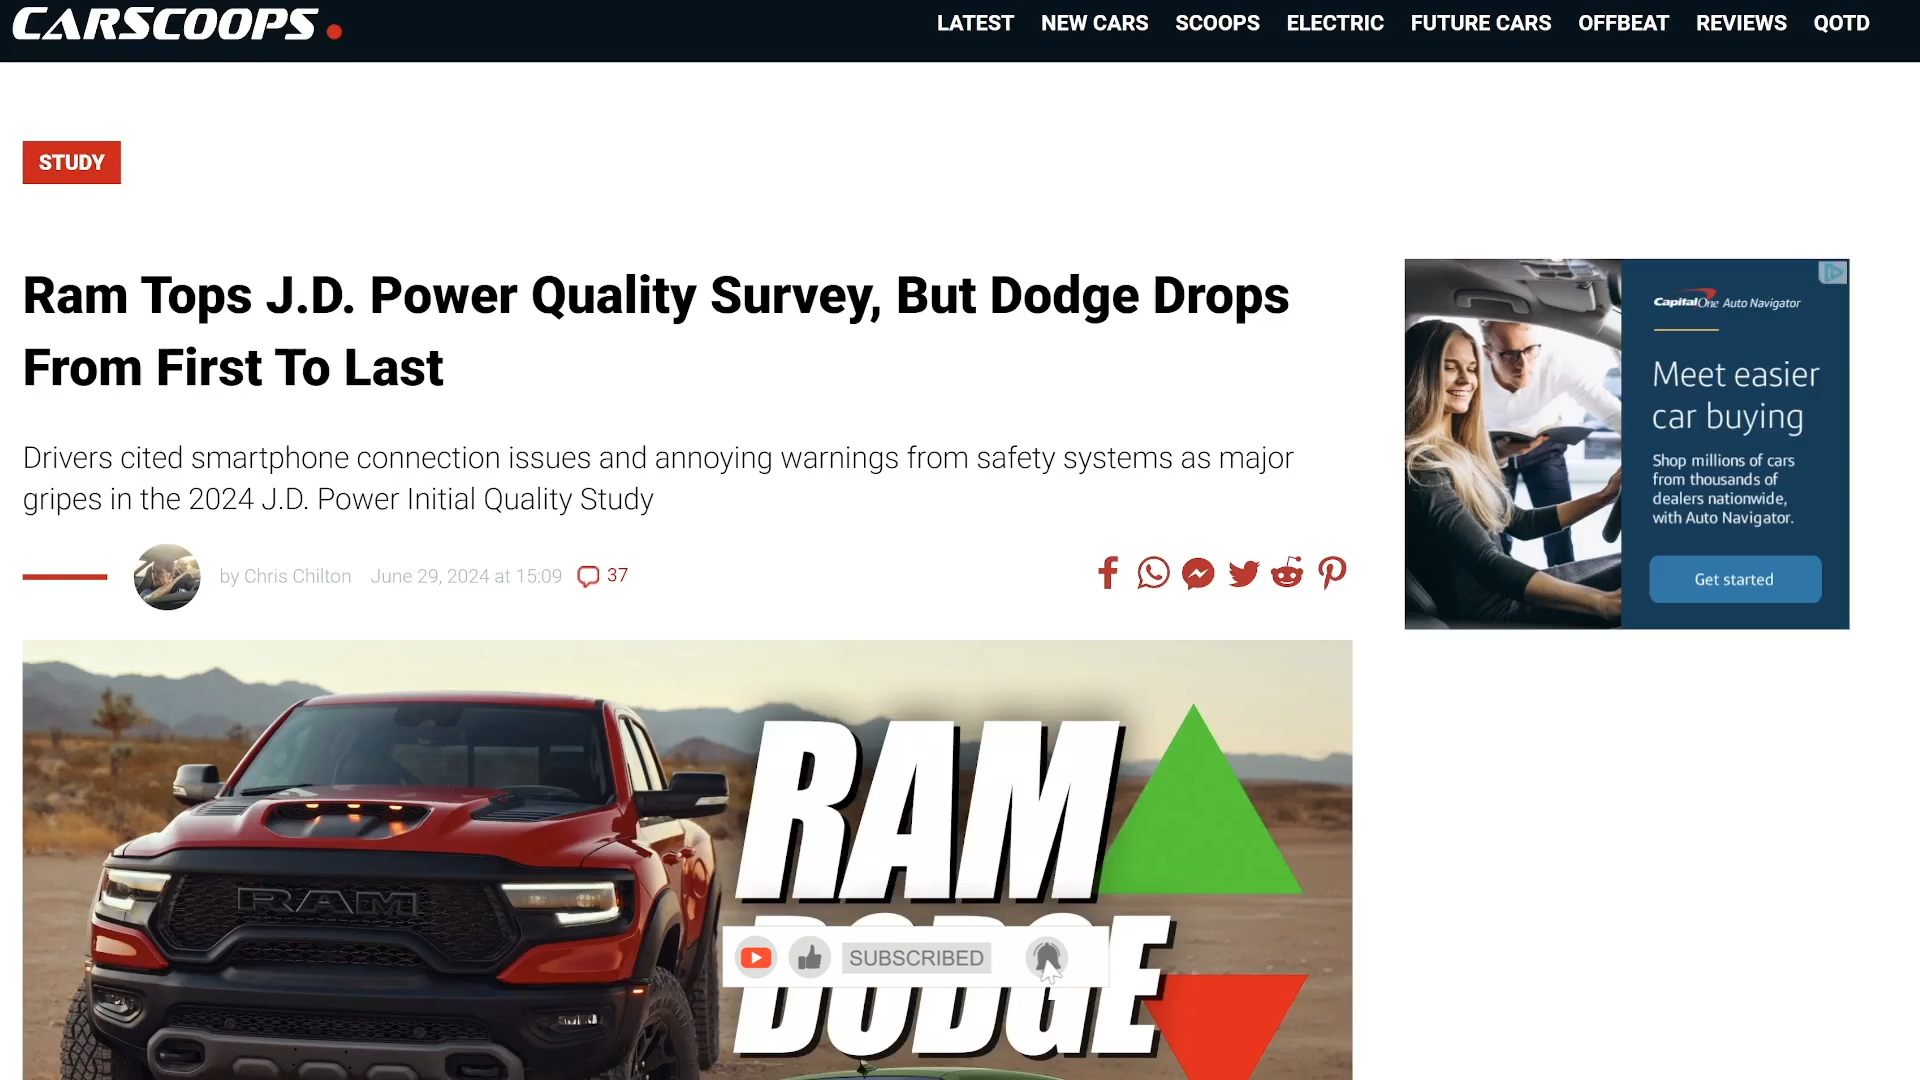 CARSCOOPS
LATEST NEW CARS SCOOPS ELECTRIC FUTURE CARS OFFBEAT REVIEWS QOTD
STUDY
Ram Tops J.D. Power Quality Survey, But Dodge Drops
From First To Last
Drivers cited smartphone connection issues and annoying warnings from safety systems as major
gripes in the 2024 J.D. Power Initial Quality Study
by Chris Chilton June 29, 2024 at 15:09 37
CapitalOne Auto Navigator
Meet easier
car buying
Shop millions of cars
from thousands of
dealers nationwide,
with Auto Navigator.
Get started
RAM
RAM
DODGE
SUBSCRIBED